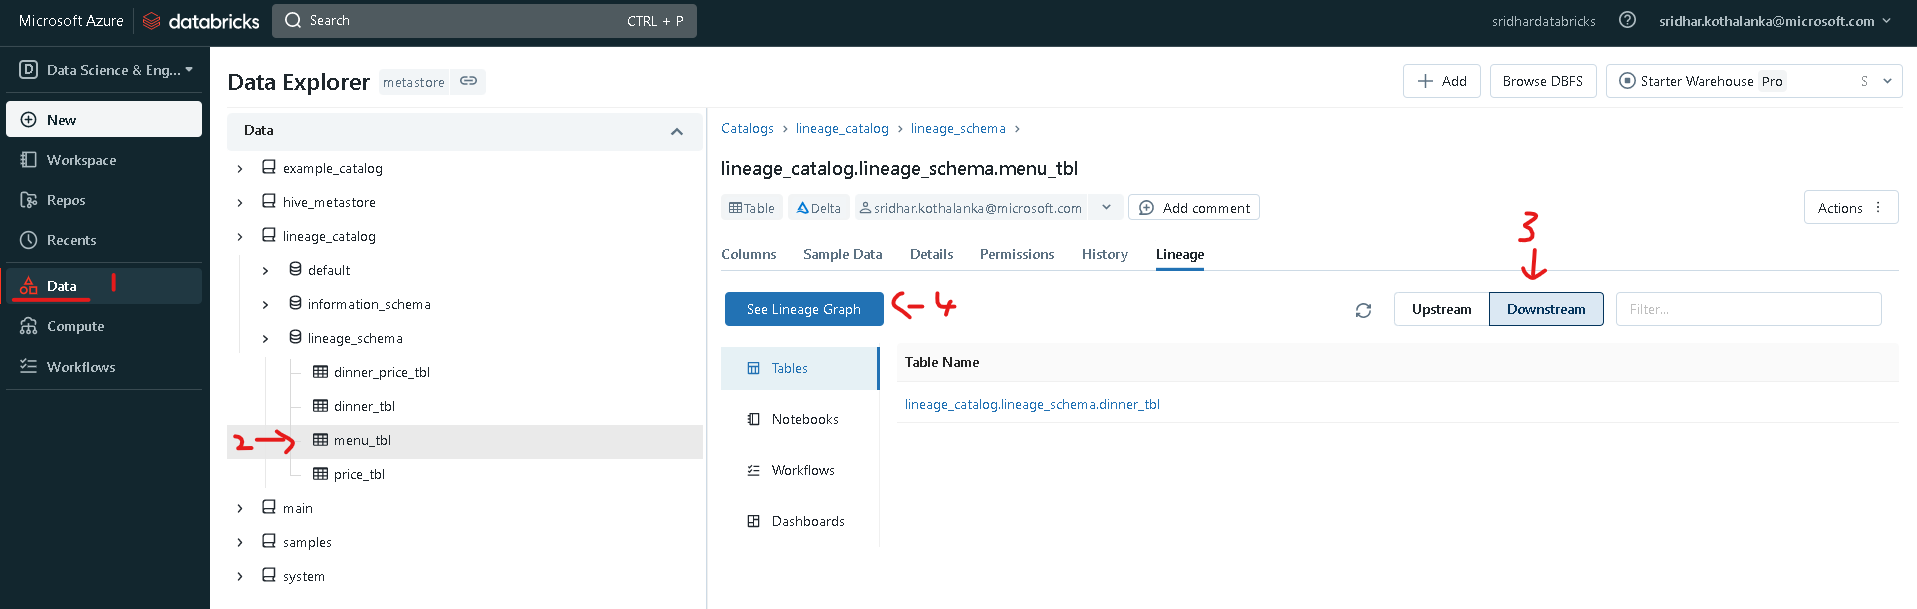 Microsoft Azure databricks Search CTRL + P sridhardatabricks sridhar.kothalanka@microsoft.com
Data Science & Eng...
New
Workspace
Repos
Recents
Data 1
Compute
Workflows
Data Explorer metastore
+ Add Browse DBFS Starter Warehouse Pro S
Data
example_catalog
hive_metastore
lineage_catalog
default
information_schema
lineage_schema
dinner_price_tbl
dinner_tbl
2 menu_tbl
price_tbl
main
samples
system
Catalogs > lineage_catalog > lineage_schema >
lineage_catalog.lineage_schema.menu_tbl
Table Delta sridhar.kothalanka@microsoft.com Add comment
Actions
3
Columns Sample Data Details Permissions History Lineage
See Lineage Graph 4 Upstream Downstream Filter...
Tables
Notebooks
Workflows
Dashboards
Table Name
lineage_catalog.lineage_schema.dinner_tbl